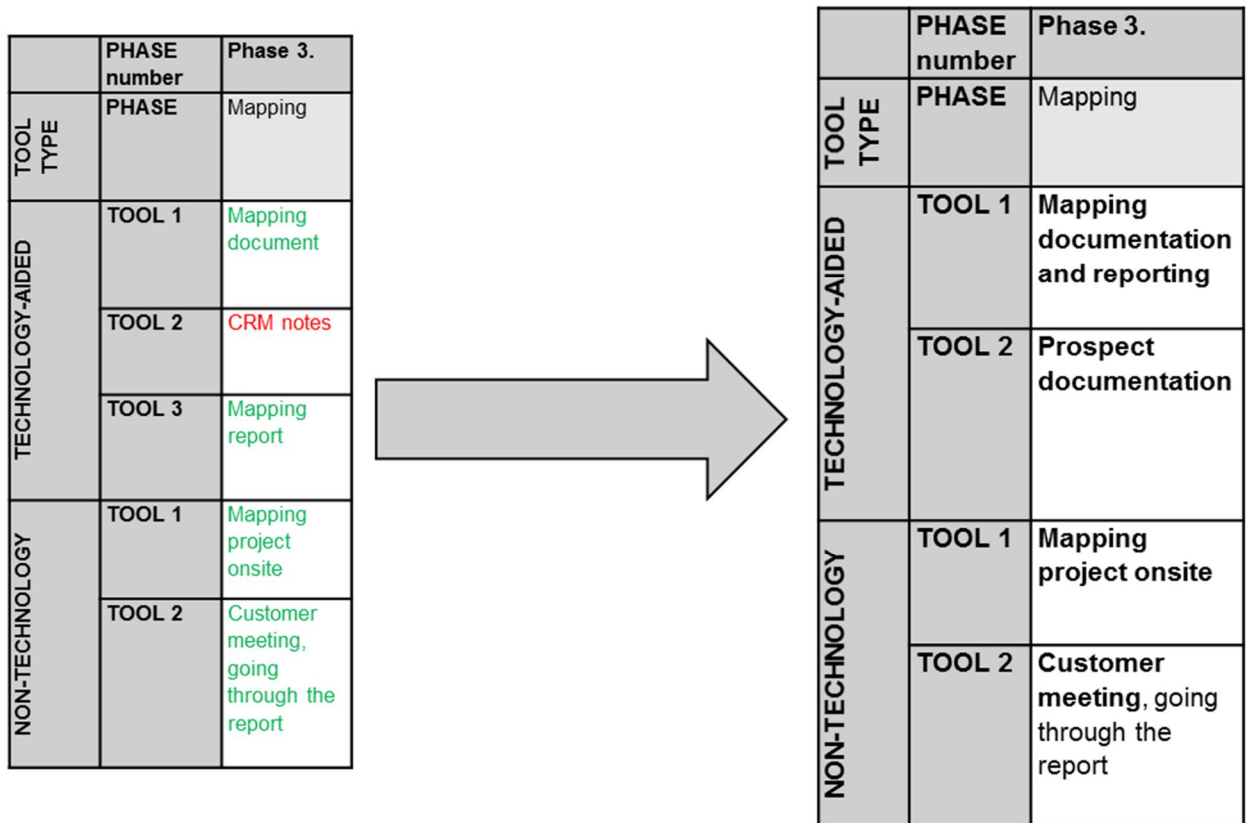 PHASE number
Phase 3.
TOOL TYPE
PHASE
Mapping
TECHNOLOGY-AIDED
TOOL 1
Mapping
document
TOOL 2
CRM notes
TOOL 3
Mapping
report
NON-TECHNOLOGY
TOOL 1
Mapping
project
onsite
TOOL 2
Customer
meeting,
going
through the
report
PHASE
number
Phase 3.
TOOL
TYPE
PHASE
Mapping
TECHNOLOGY-AIDED
TOOL 1
Mapping
documentation
and reporting
TOOL 2
Prospect
documentation
NON-TECHNOLOGY
TOOL 1
Mapping
project onsite
TOOL 2
Customer
meeting, going
through the
report